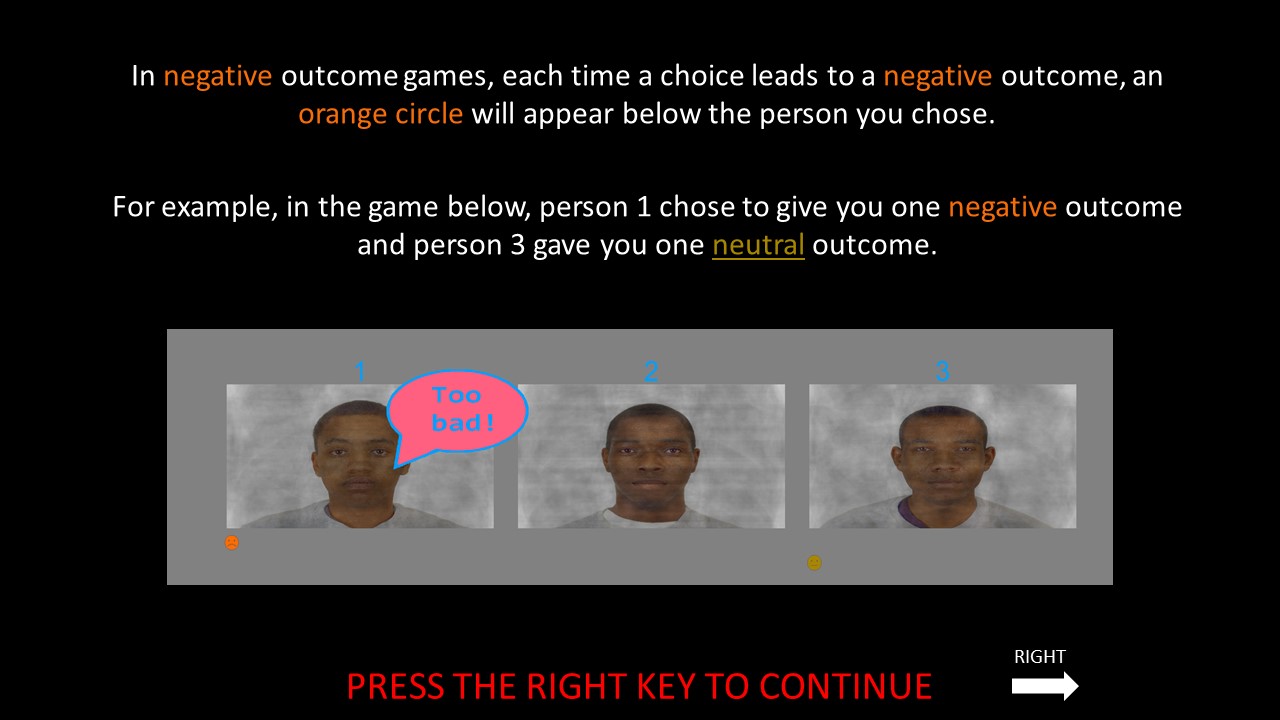 In negative outcome games, each time a choice leads to a negative outcome, an
orange circle will appear below the person you chose.
For example, in the game below, person 1 chose to give you one negative outcome
and person 3 gave you one neutral outcome.
1 2 3
Too
bad!
RIGHT
PRESS THE RIGHT KEY TO CONTINUE